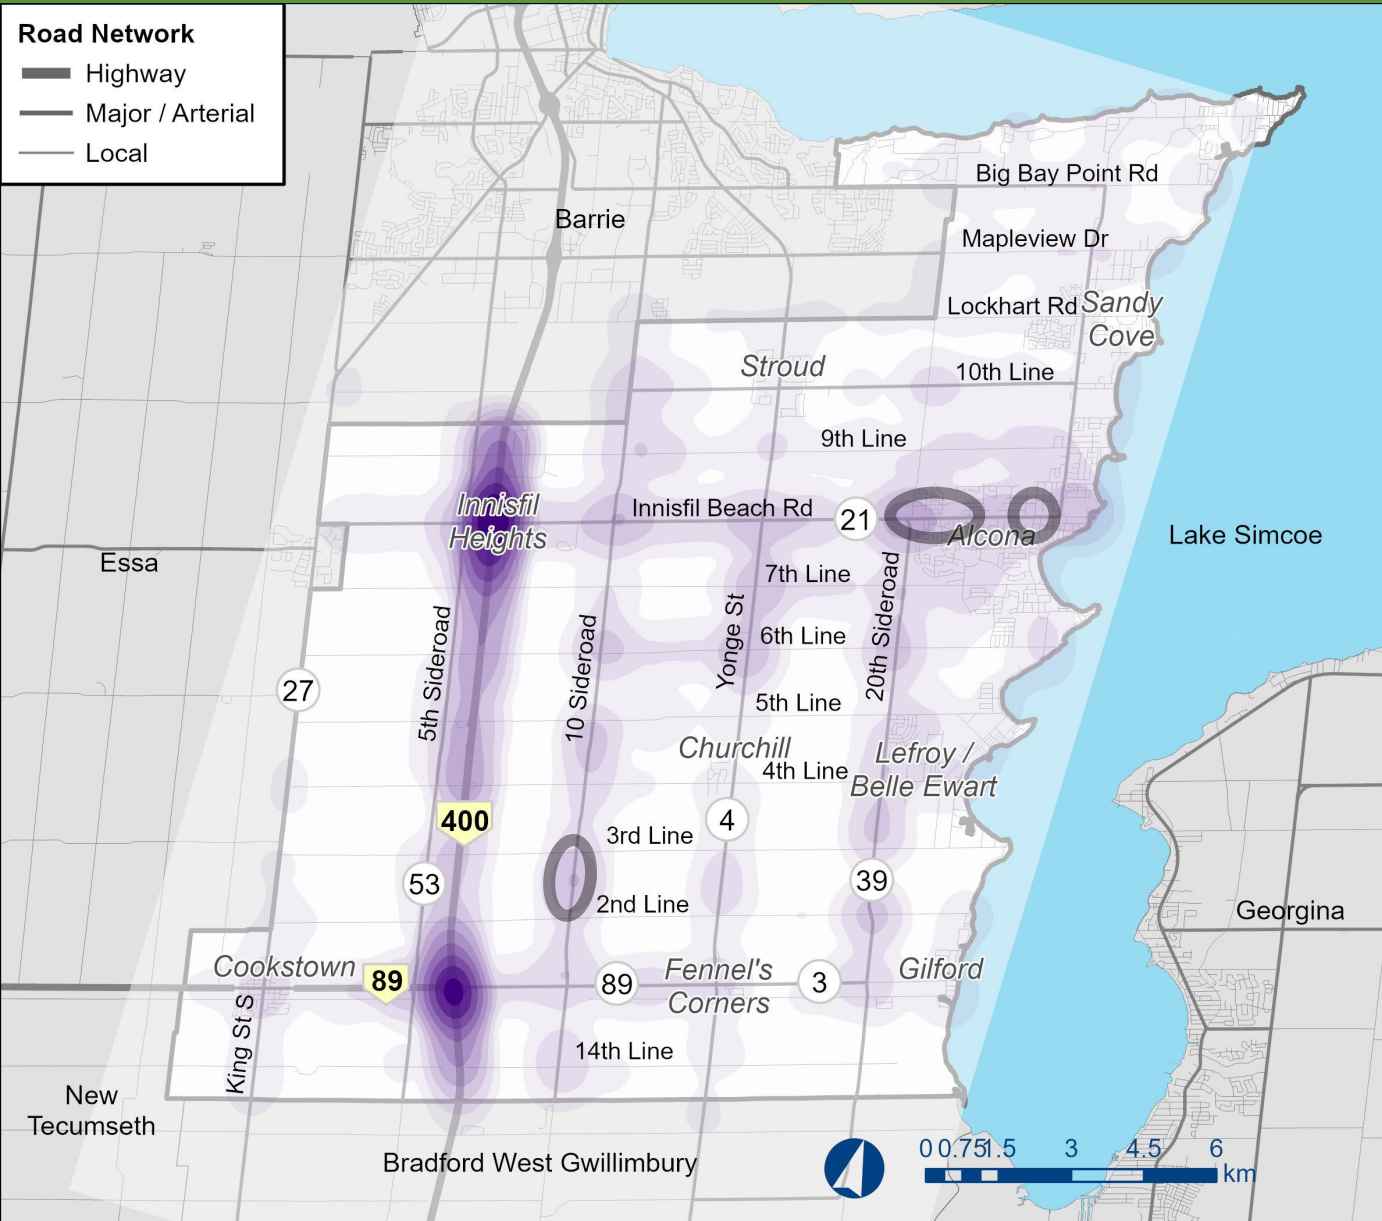 Road Network
Highway
Major / Arterial
Local
Big Bay Point Rd
Barrie
Mapleview Dr
Lockhart Rd
Sandy
Cove
Stroud
10th Line
9th Line
Innisfil
Heights
Innisfil Beach Rd
21
Alcona
Lake Simcoe
Essa
7th Line
5th Sideroad
10 Sideroad
Yonge St
20th Sideroad
6th Line
27
5th Line
Churchill
4th Line
Lefroy /
Belle Ewart
400
4
3rd Line
53
39
2nd Line
Georgina
Cookstown
89
89
Fennel's
Corners
3
Gilford
King St S
14th Line
New
Tecumseth
Bradford West Gwillimbury
0 0.75 1.5 3 4.5 6
km